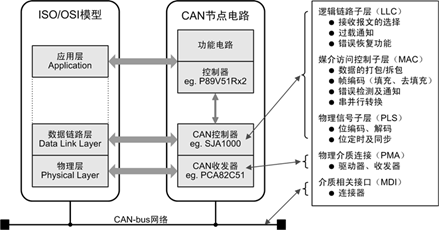 ISO/OSI模型
应用层
Application
数据链路层
Data Link Layer
物理层
Physical Layer
CAN节点电路
功能电路
控制器
eg. P89V51Rx2
CAN控制器
eg. SJA1000
CAN收发器
eg. PCA82C51
CAN-bus网络
逻辑链路子层 (LLC)
• 接收报文的选择
• 过载通知
• 错误恢复功能
媒介访问控制子层 (MAC)
• 数据的打包/拆包
• 帧编码（填充、去填充）
• 错误检测及通知
• 串并行转换
物理信号子层 (PLS)
• 位编码、解码
• 位定时及同步
物理介质连接 (PMA)
• 驱动器、收发器
介质相关接口 (MDI)
• 连接器